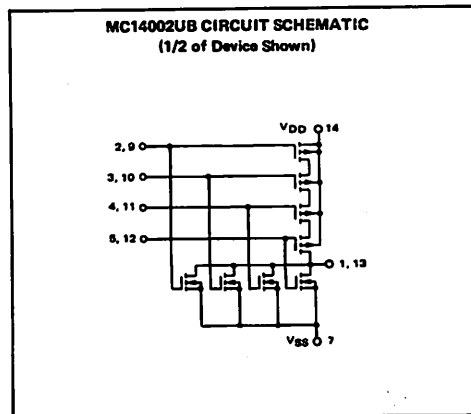 MC14002UB CIRCUIT SCHEMATIC
(1/2 of Device Shown)
VDD 14
2, 9
3, 10
4, 11
5, 12
1, 13
VSS 7